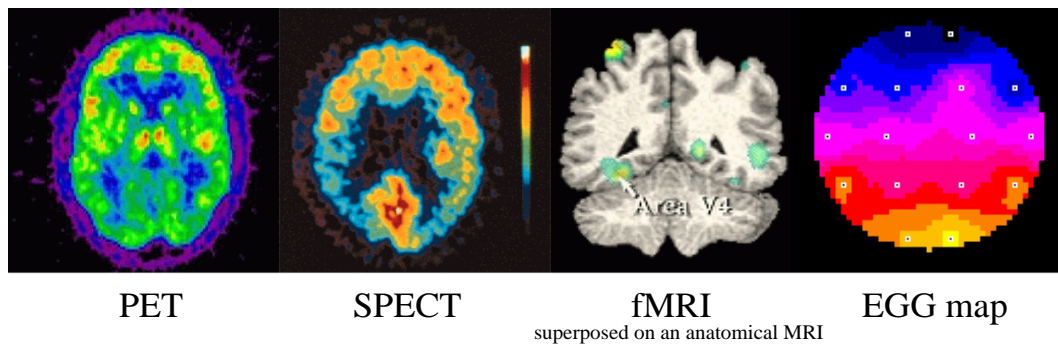 Area V4
PET SPECT fMRI EGG map
superposed on an anatomical MRI